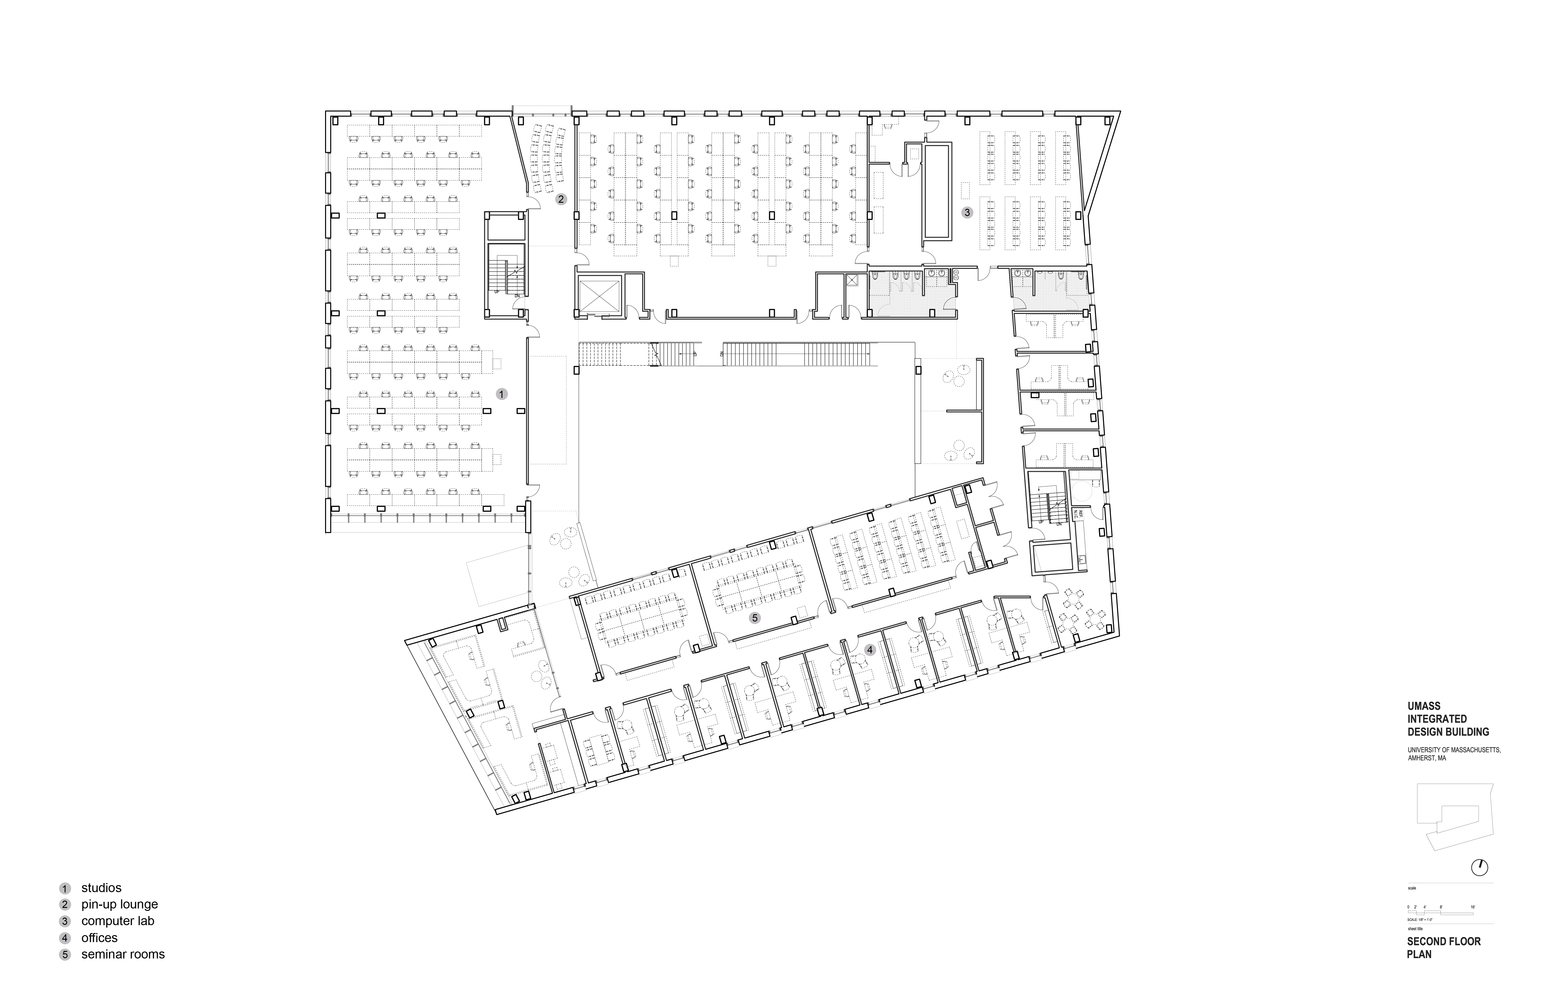 2
3
1
5
4
UMASS
INTEGRATED
DESIGN BUILDING
UNIVERSITY OF MASSACHUSETTS,
AMHERST, MA
scale
0 2' 4' 8' 16'
SCALE: 1/8" = 1'-0"
sheet title
SECOND FLOOR
PLAN
1 studios
2 pin-up lounge
3 computer lab
4 offices
5 seminar rooms